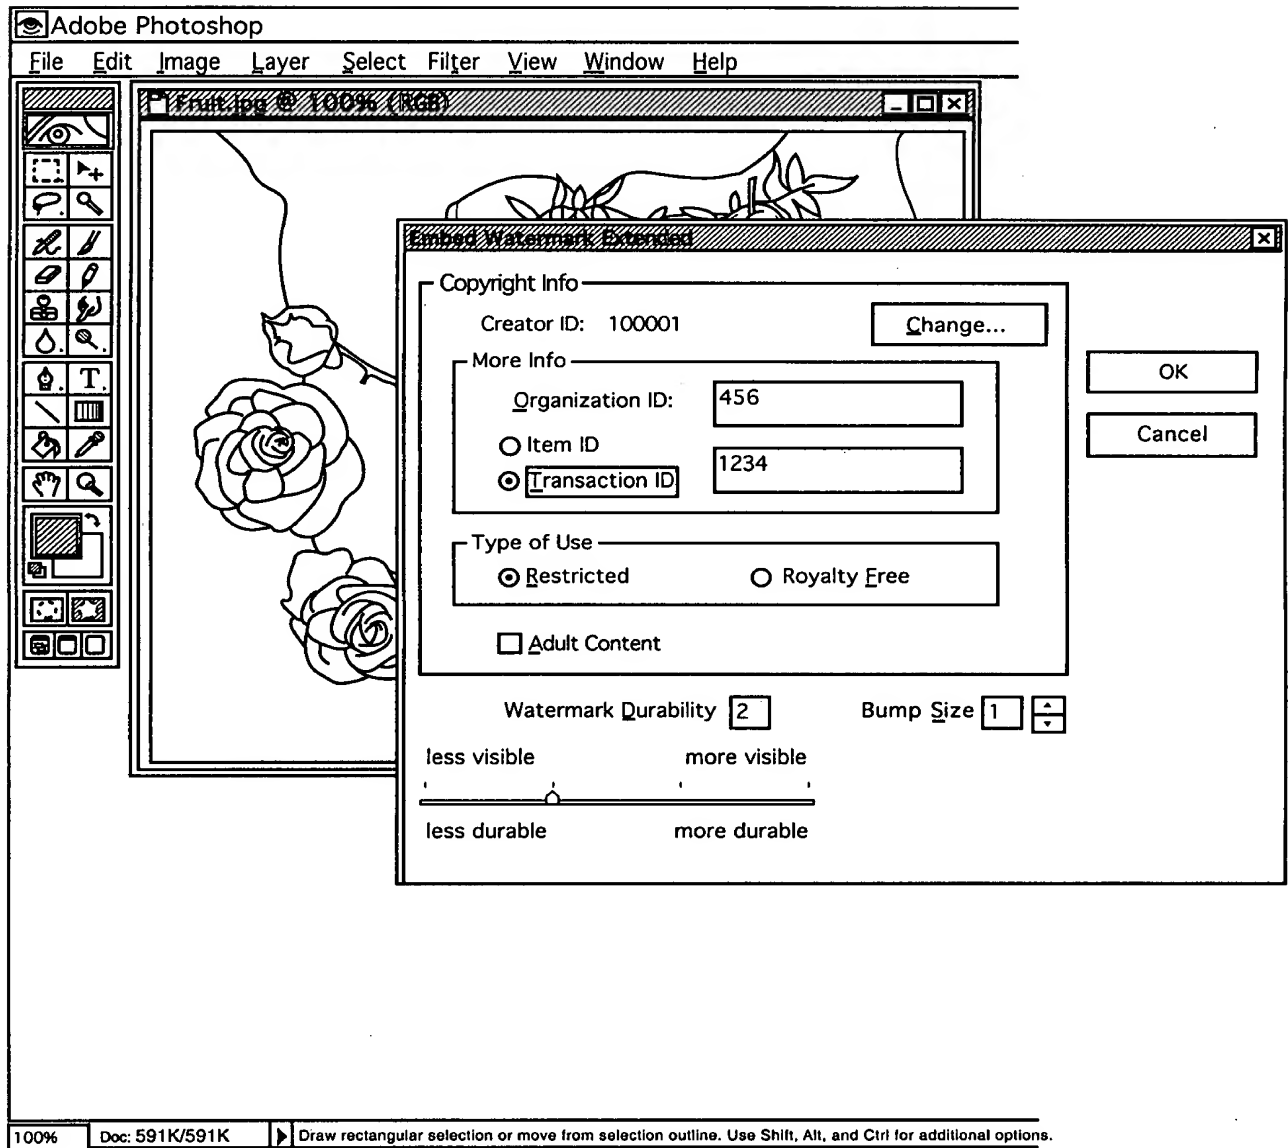 Adobe Photoshop
File Edit Image Layer Select Filter View Window Help
Fruit.jpg @ 100% (RGB)
Embed Watermark Extended
Copyright Info
Creator ID: 100001
Change...
More Info
OK
Organization ID: 456
Cancel
Item ID
Transaction ID 1234
T
Type of Use
Restricted Royalty Free
Adult Content
Watermark Durability 2 Bump Size 1
less visible more visible
less durable more durable
100% Doc: 591K/591K Draw rectangular selection or move from selection outline. Use Shift, Alt, and Ctrl for additional options.